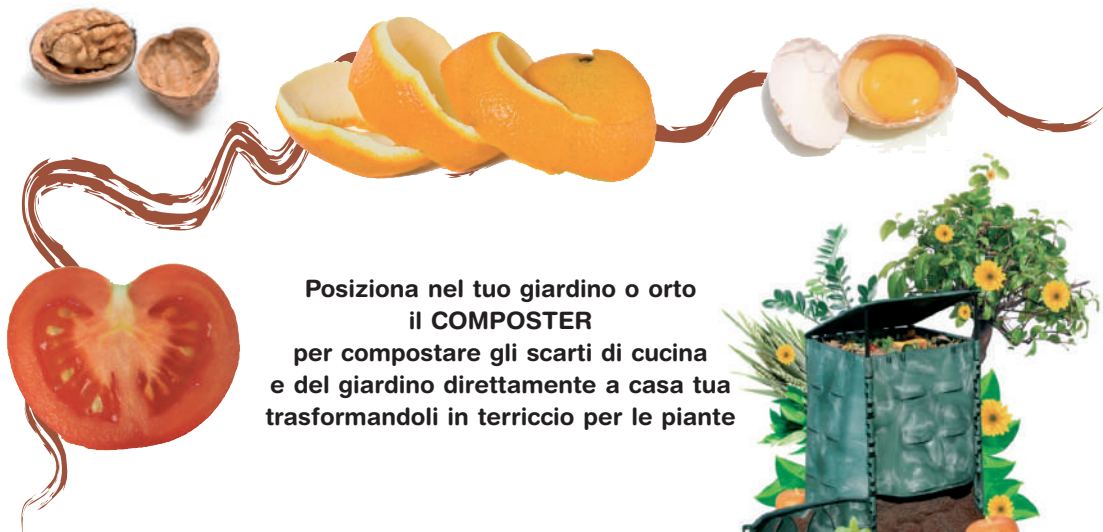 Posiziona nel tuo giardino o orto
il COMPOSTER
per compostare gli scarti di cucina
e del giardino direttamente a casa tua
trasformandoli in terriccio per le piante